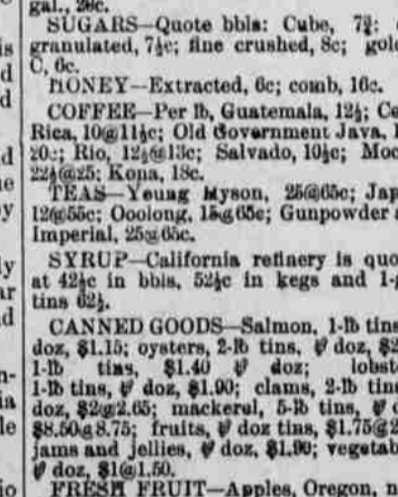 gal., 20c.
SUGARS—Quote bbls: Cube, 7¾:
granulated, 7½c; fine crushed, 8c; gol
C, 6c.
HONEY—Extracted, 6c; comb, 16c.
COFFEE—Per lb, Guatemala, 12½; C
Rica, 10@11½c; Old Government Java,
20c; Rio, 12½@13c; Salvado, 10½c; Moc
22½@25; Kona, 18c.
TEAS—Young Hyson, 25@65c; Jap
12@55c; Ooolong, 15@65c; Gunpowder
Imperial, 25@65c.
SYRUP—California refinery is quo
at 42½c in bbls, 52½c in kegs and 1-g
tins 62½.
CANNED GOODS—Salmon, 1-lb tins
doz, $1.15; oysters, 2-lb tins, ⅌ doz, $2
1-lb tins, $1.40 ⅌ doz; lobst
1-lb tins, ⅌ doz, $1.90; clams, 2-lb tins
doz, $2@2.65; mackerel, 5-lb tins, ⅌ d
$8.50@8.75; fruits, ⅌ doz tins, $1.75@2
jams and jellies, ⅌ doz, $1.90; vegetab
⅌ doz, $1@1.50.
FRESH FRUIT—Apples, Oregon, n